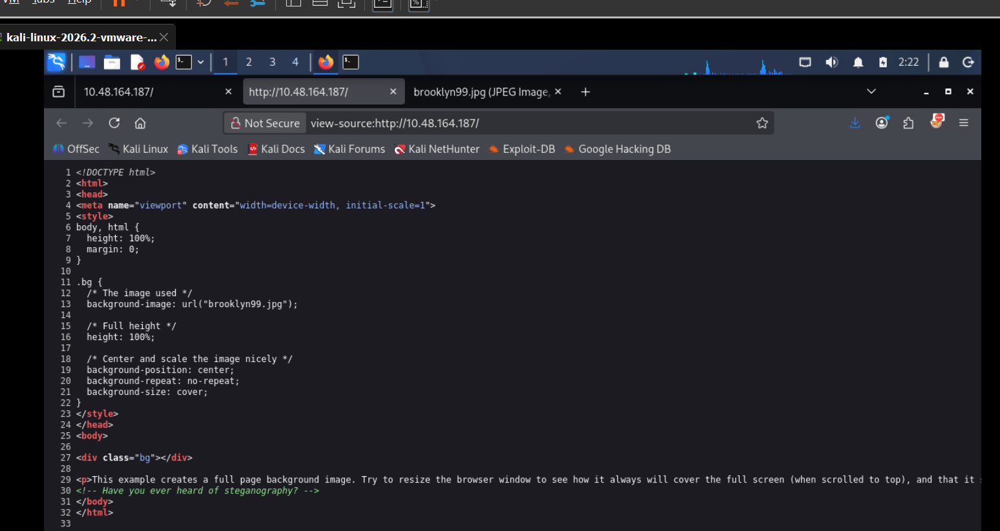 VM Tabs Help
kali-linux-2026.2-vmware-...
1 2 3 4
2:22
10.48.164.187/
http://10.48.164.187/
brooklyn99.jpg (JPEG Image,
Not Secure view-source:http://10.48.164.187/
OffSec Kali Linux Kali Tools Kali Docs Kali Forums Kali NetHunter Exploit-DB Google Hacking DB
1 <!DOCTYPE html>
2 <html>
3 <head>
4 <meta name="viewport" content="width=device-width, initial-scale=1">
5 <style>
6 body, html {
7   height: 100%;
8   margin: 0;
9 }
10
11 .bg {
12   /* The image used */
13   background-image: url("brooklyn99.jpg");
14
15   /* Full height */
16   height: 100%;
17
18   /* Center and scale the image nicely */
19   background-position: center;
20   background-repeat: no-repeat;
21   background-size: cover;
22 }
23 </style>
24 </head>
25 <body>
26
27 <div class="bg"></div>
28
29 <p>This example creates a full page background image. Try to resize the browser window to see how it always will cover the full screen (when scrolled to top), and that it
30 <!-- Have you ever heard of steganography? -->
31 </body>
32 </html>
33